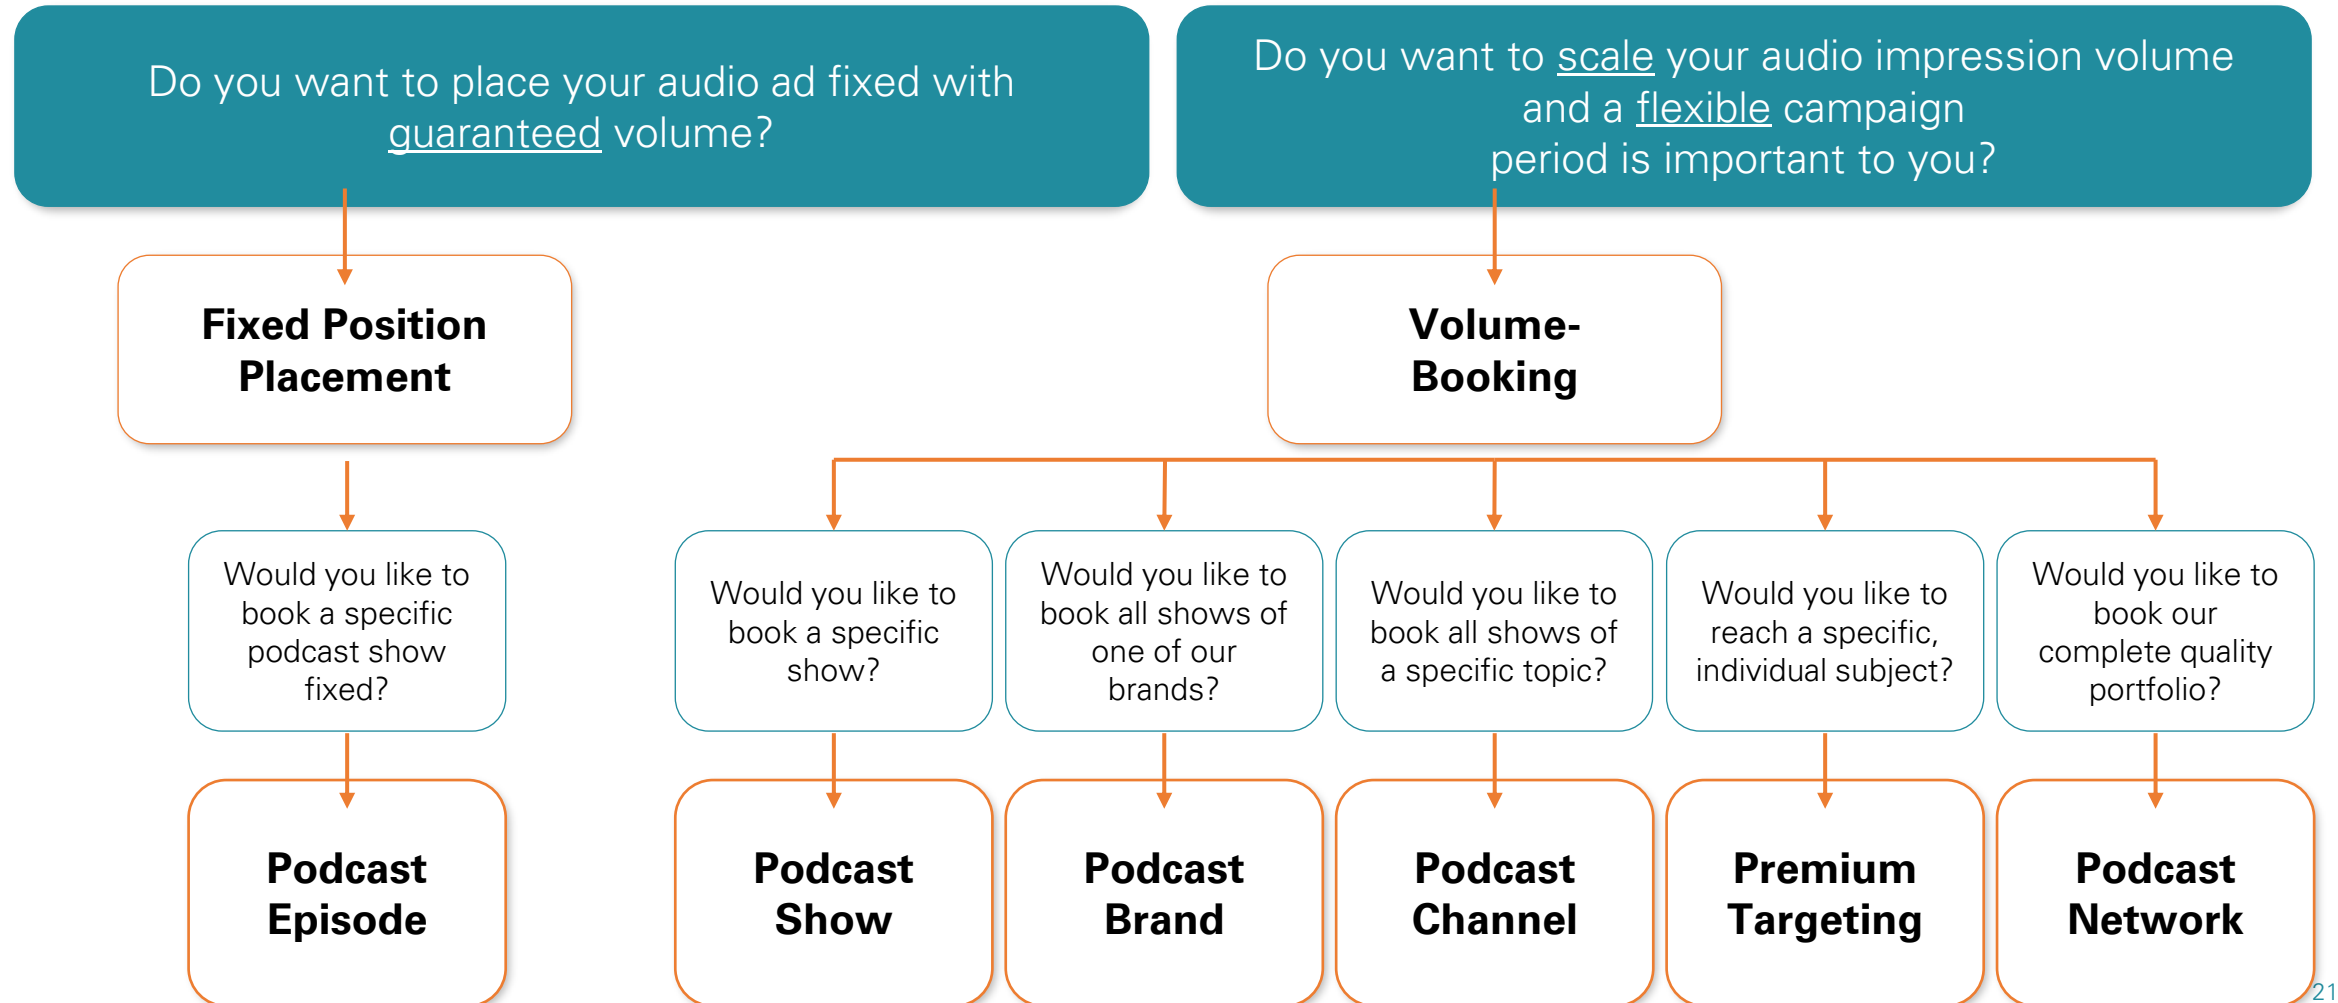 Do you want to place your audio ad fixed with
guaranteed volume?
Do you want to scale your audio impression volume
and a flexible campaign
period is important to you?
Fixed Position
Placement
Volume-
Booking
Would you like to
book a specific
podcast show
fixed?
Would you like to
book a specific
show?
Would you like to
book all shows of
one of our
brands?
Would you like to
book all shows of
a specific topic?
Would you like to
reach a specific,
individual subject?
Would you like to
book our
complete quality
portfolio?
Podcast
Episode
Podcast
Show
Podcast
Brand
Podcast
Channel
Premium
Targeting
Podcast
Network
21